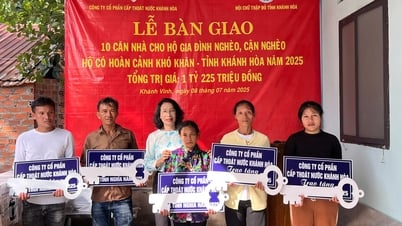 CÔNG TY CỔ PHẦN CẤP THOÁT NƯỚC KHÁNH HÒA
HỘI CHỮ THẬP ĐỎ TỈNH KHÁNH HÒA
LỄ BÀN GIAO
10 CĂN NHÀ CHO HỘ GIA ĐÌNH NGHÈO, CẬN NGHÈO
HỘ CÓ HOÀN CẢNH KHÓ KHĂN - TỈNH KHÁNH HÒA NĂM 2025
TỔNG TRỊ GIÁ: 1 TỶ 225 TRIỆU ĐỒNG
Khánh Vĩnh, ngày 08 tháng 07 năm 2025
CÔNG TY CỔ PHẦN
CẤP THOÁT NƯỚC KHÁNH HÒA
CÔNG TY CỔ PHẦN
TÌNH NGHĨA
CÔNG TY CỔ PHẦN
CẤP THOÁT NƯỚC KHÁNH HÒA
CÔNG TY CỔ PHẦN
CẤP THOÁT NƯỚC KHÁNH HÒA
Trao tặng
CÔNG TY CỔ PHẦN
CẤP THOÁT NƯỚC KHÁNH HÒA
Trao tặng